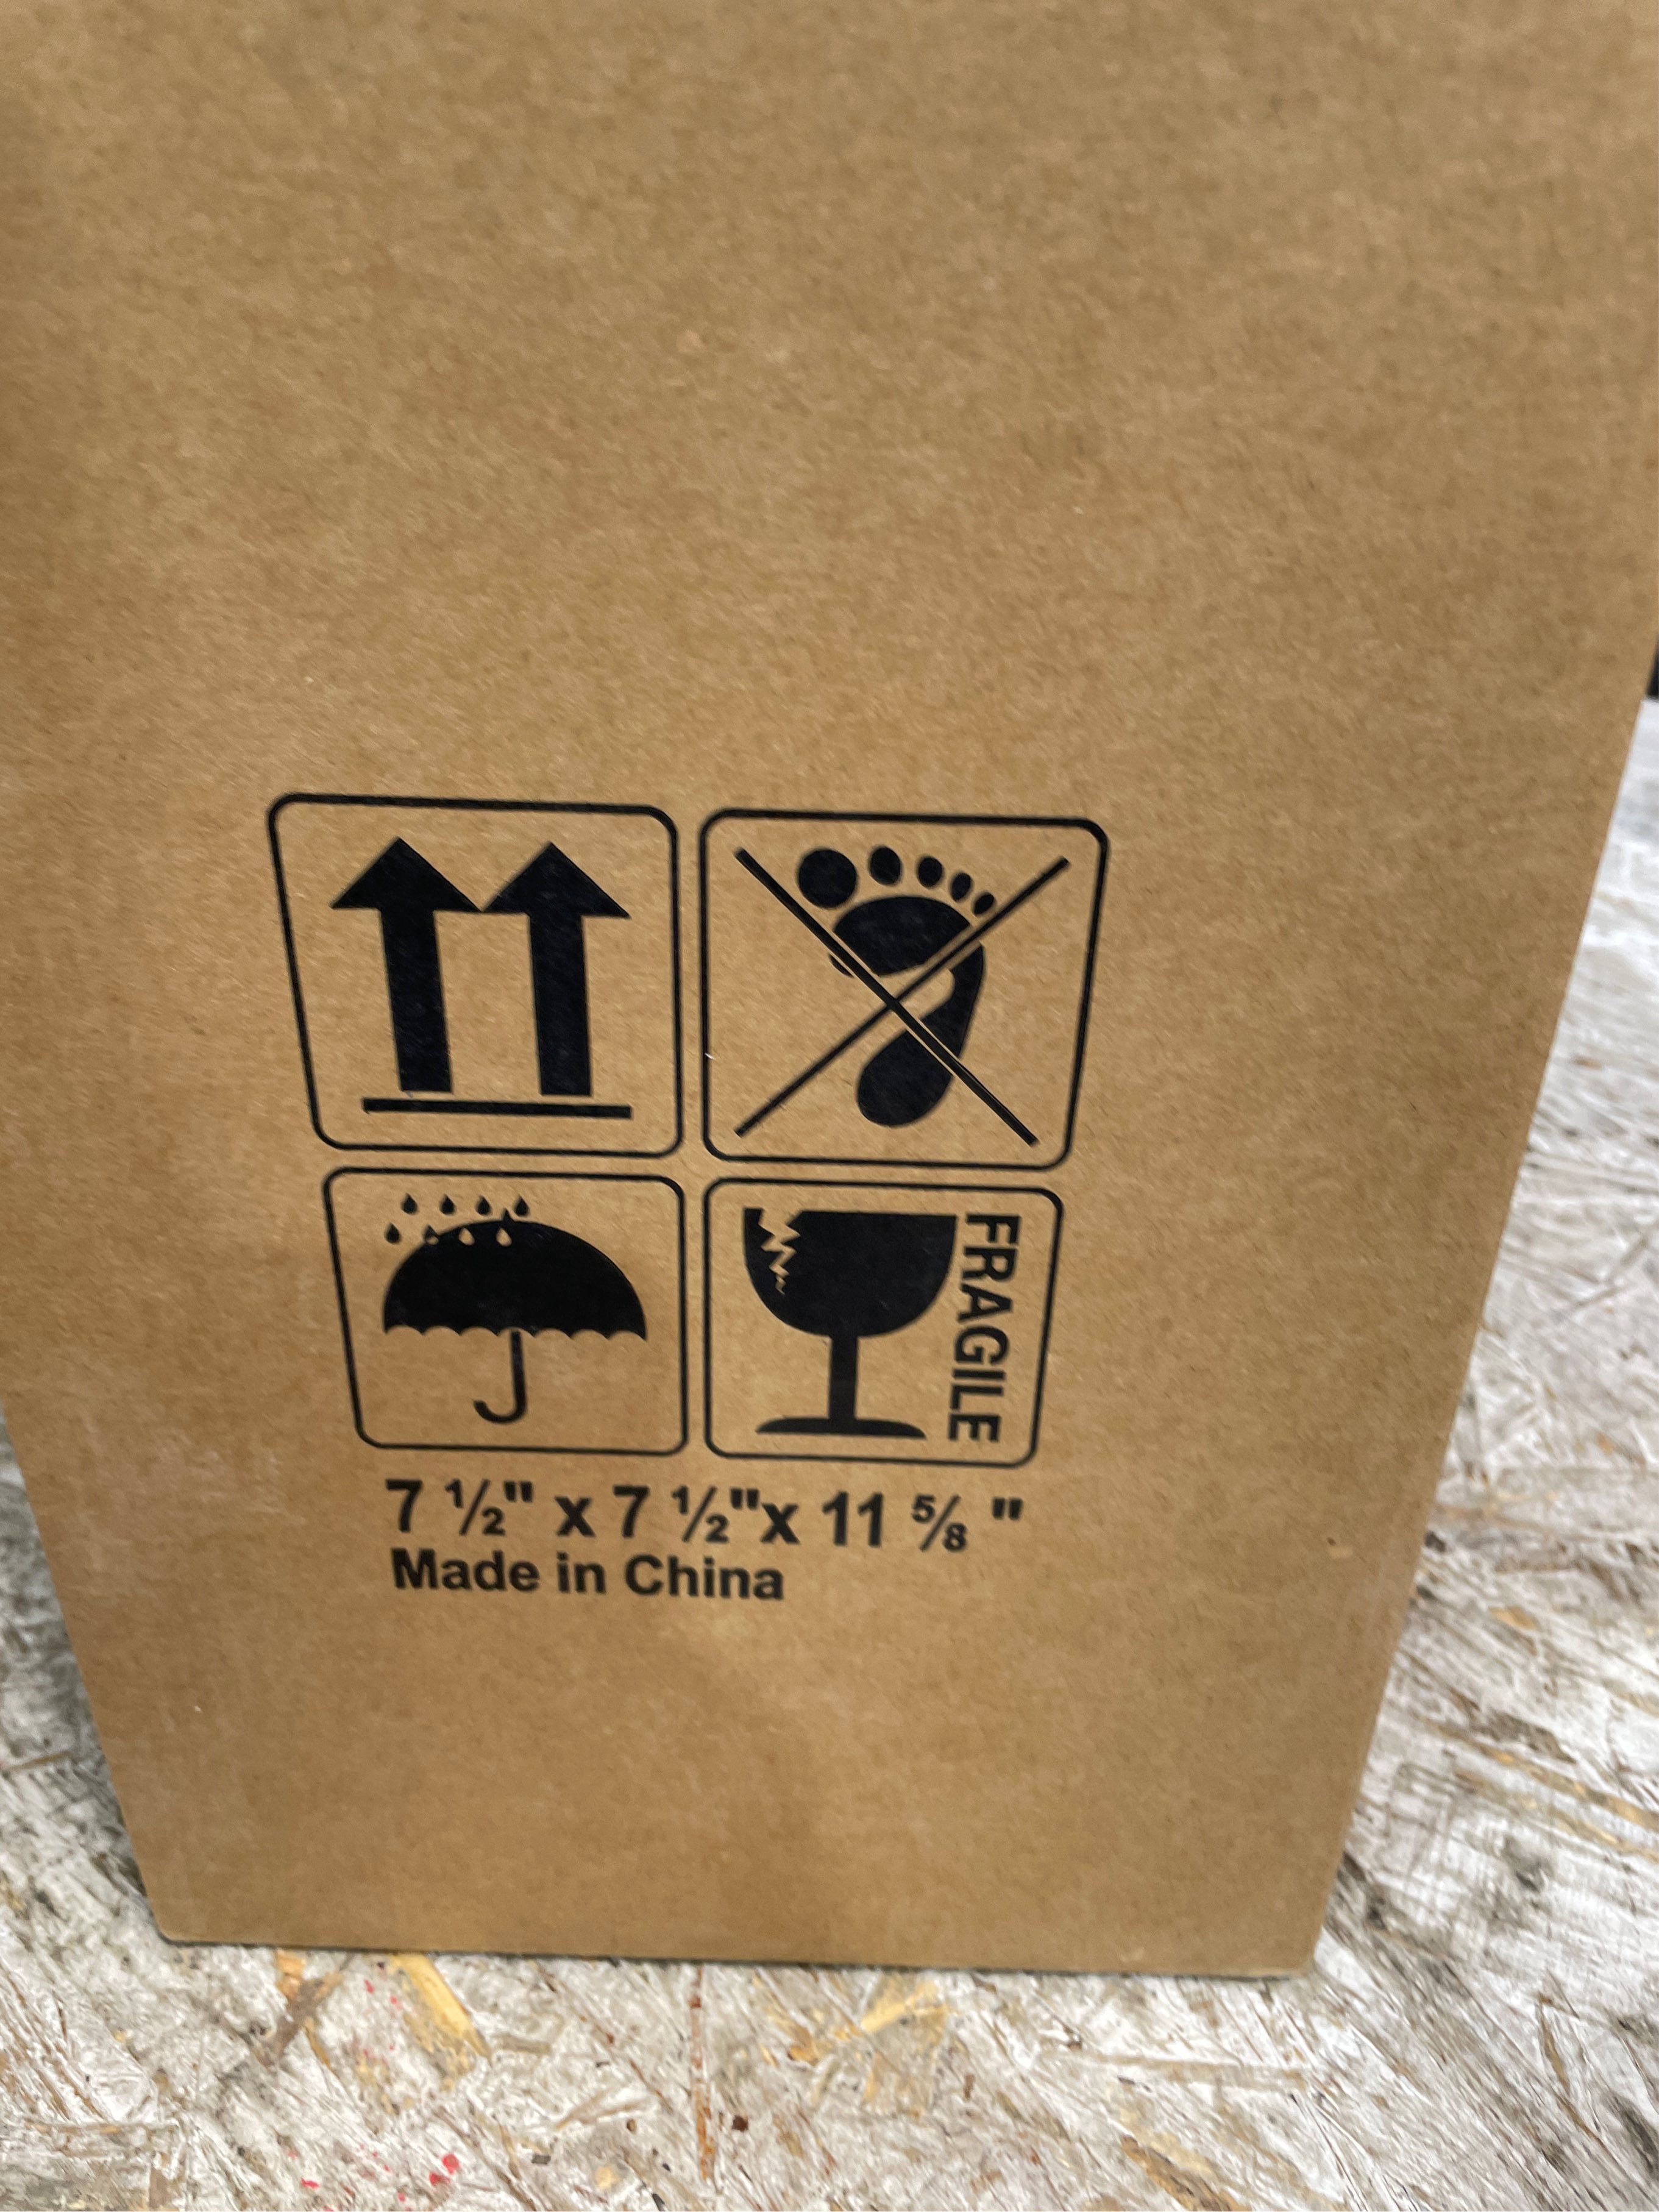 FRAGILE
7 ½" x 7 ½"x 11 ⅝ "
Made in China